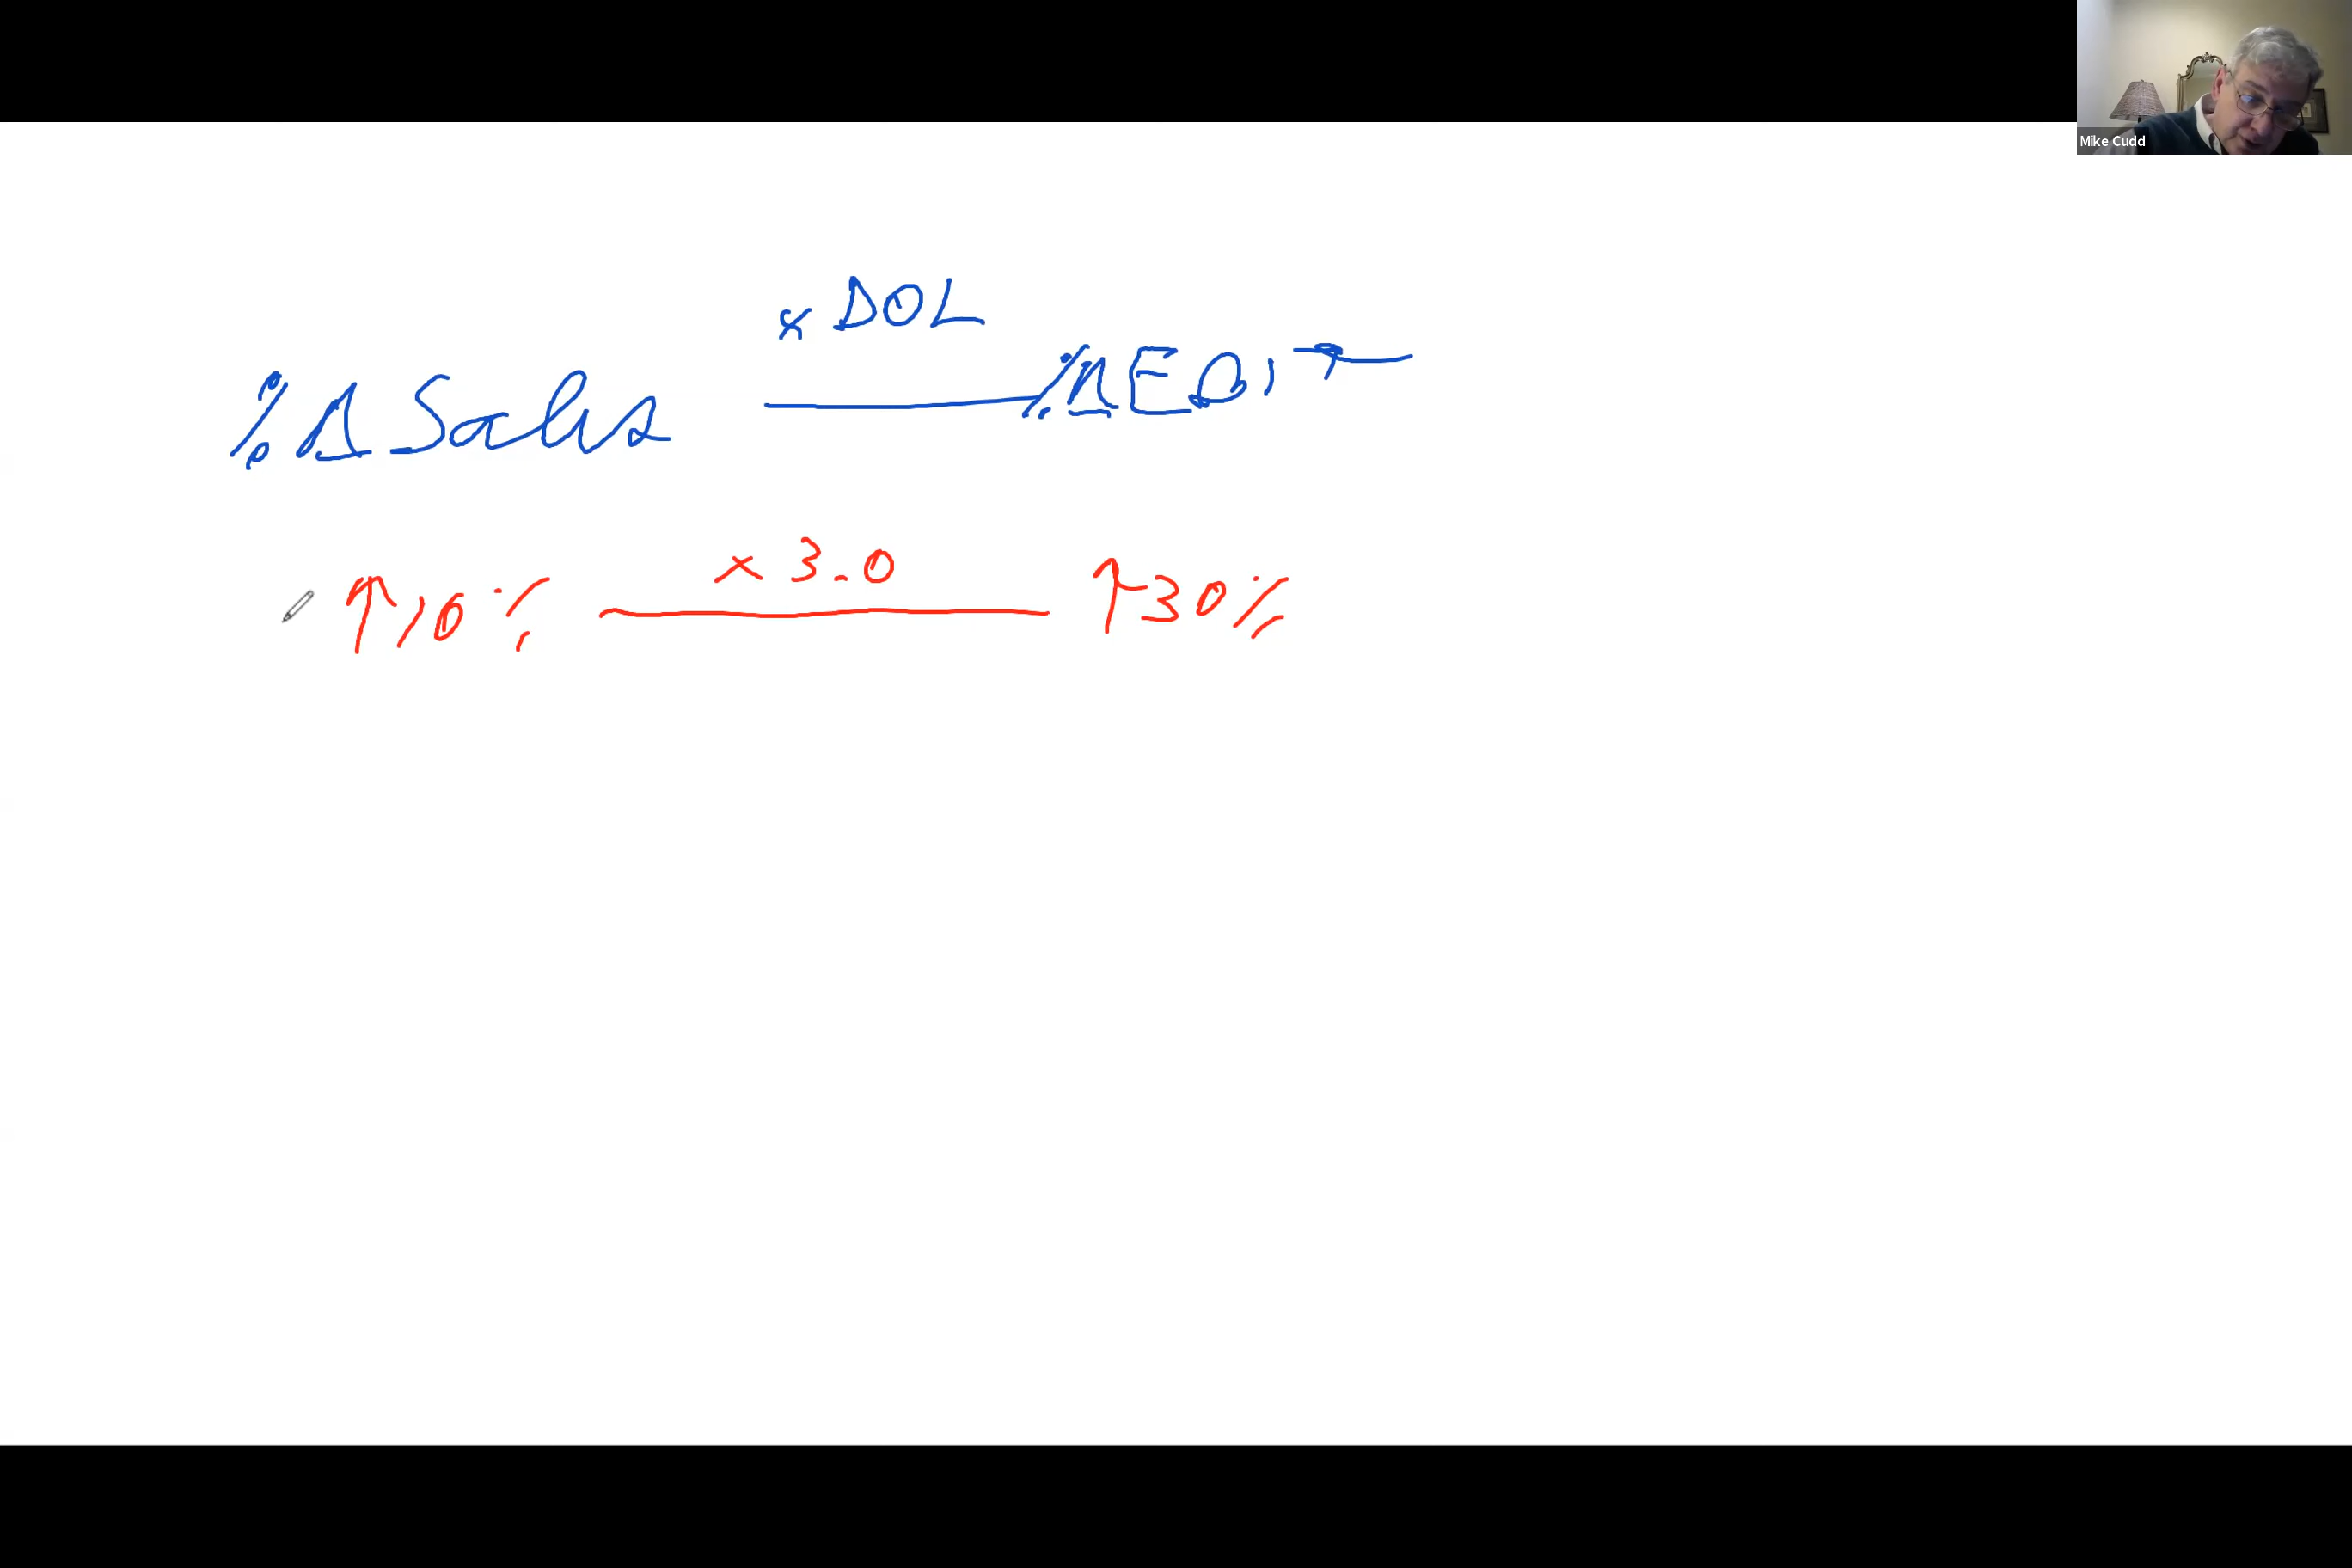 Mike Cudd
× DOL
%Δ Sales %Δ EBIT
↑10% × 3.0 ↑30%